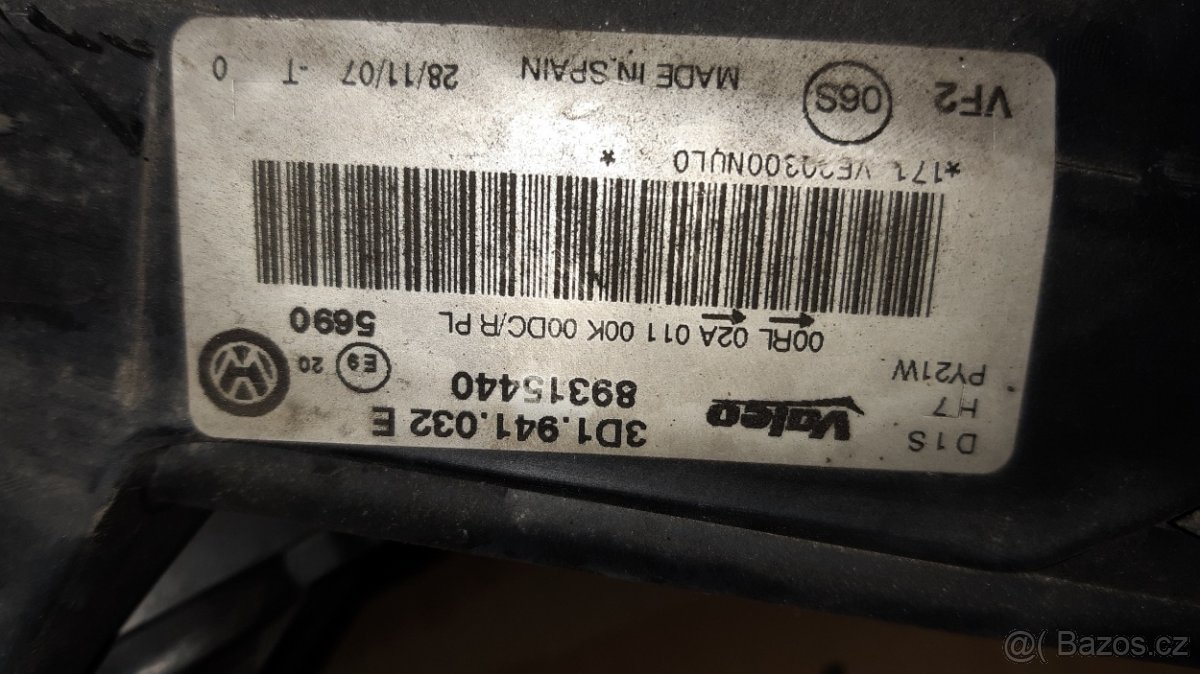 D1S
H7
PY21W
Valeo
3D1.941.032 E
89315440
E9 20
00RL 02A 011 00K 00DC/R PL
5690
*
VF2
06S
MADE IN SPAIN
28/11/07 -T 0
@( Bazos.cz